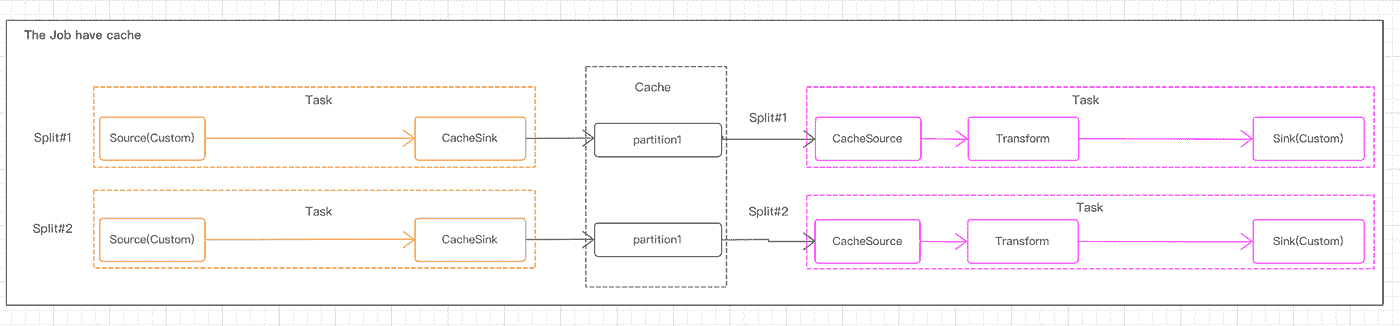 The Job have cache
Cache
Task
Task
Split#1
Source(Custom)
CacheSink
partition1
Split#1
CacheSource
Transform
Sink(Custom)
Task
Task
Split#2
Source(Custom)
CacheSink
partition1
Split#2
CacheSource
Transform
Sink(Custom)